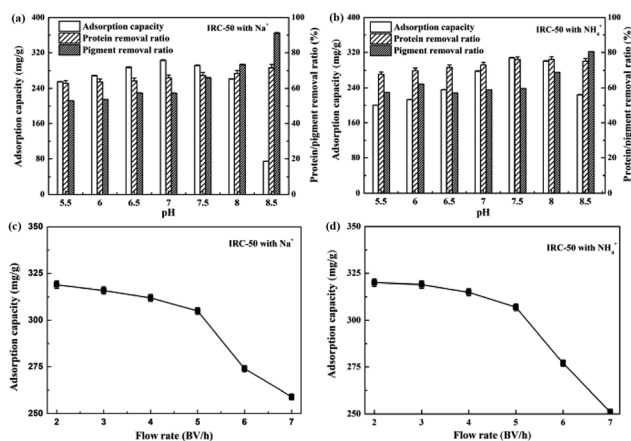 (a)
Adsorption capacity
Protein removal ratio
Pigment removal ratio
IRC-50 with Na+
Adsorption capacity (mg/g)
400
320
240
160
80
0
100
80
60
40
20
0
Protein/pigment removal ratio (%)
5.5 6 6.5 7 7.5 8 8.5
pH
(b)
Adsorption capacity
Protein removal ratio
Pigment removal ratio
IRC-50 with NH4+
Adsorption capacity (mg/g)
400
320
240
160
80
0
100
80
60
40
20
0
Protein/pigment removal ratio (%)
5.5 6 6.5 7 7.5 8 8.5
pH
(c)
IRC-50 with Na+
Adsorption capacity (mg/g)
350
325
300
275
250
2 3 4 5 6 7
Flow rate (BV/h)
(d)
IRC-50 with NH4+
Adsorption capacity (mg/g)
350
325
300
275
250
2 3 4 5 6 7
Flow rate (BV/h)